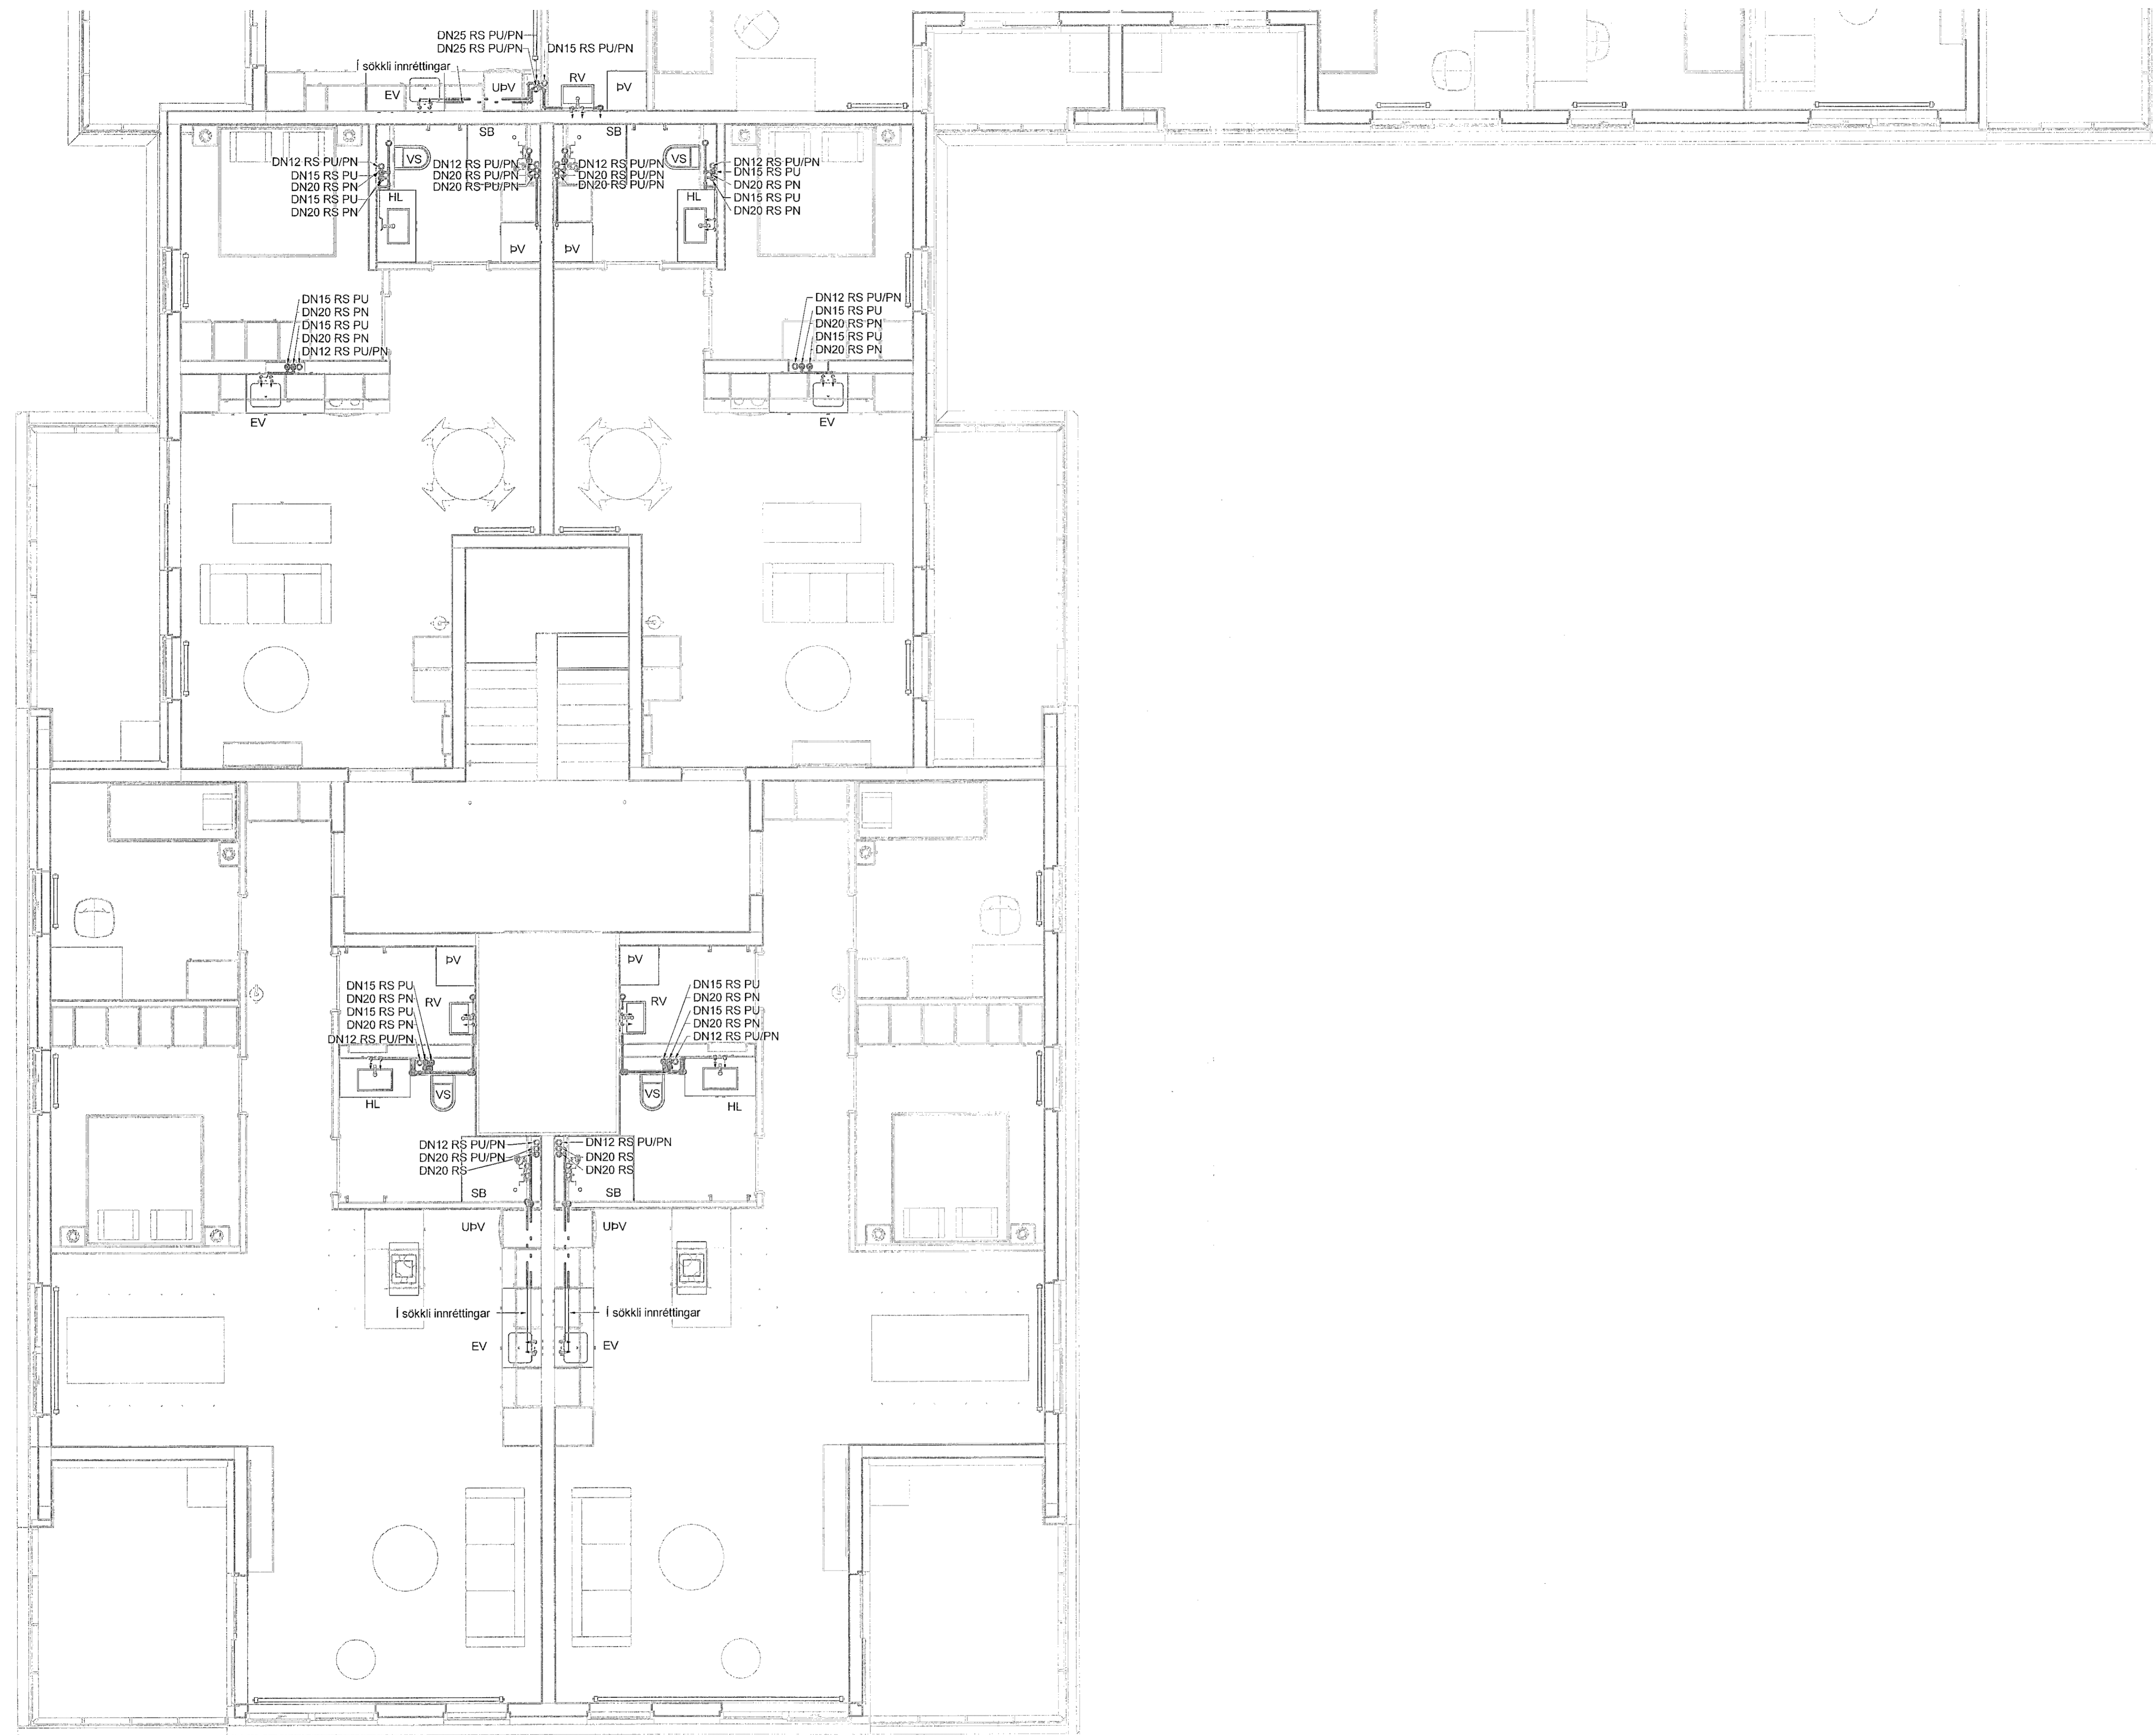 DN25 RS PU/PN
DN25 RS PU/PN
DN15 RS PU/PN
Í sökkli innréttingar
EV
UÞV
RV
ÞV
SB
SB
VS
VS
DN12 RS PU/PN
DN15 RS PU
DN20 RS PN
DN15 RS PU
DN20 RS PN
DN12 RS PU/PN
DN20 RS PU/PN
DN20 RS PU/PN
DN12 RS PU/PN
DN20 RS PU/PN
DN20 RS PU/PN
DN12 RS PU/PN
DN15 RS PU
DN20 RS PN
DN15 RS PU
DN20 RS PN
HL
HL
ÞV
ÞV
DN15 RS PU
DN20 RS PN
DN15 RS PU
DN20 RS PN
DN12 RS PU/PN
DN12 RS PU/PN
DN15 RS PU
DN20 RS PN
DN15 RS PU
DN20 RS PN
EV
EV
ÞV
ÞV
DN15 RS PU
DN20 RS PN
DN15 RS PU
DN20 RS PN
DN12 RS PU/PN
RV
RV
DN15 RS PU
DN20 RS PN
DN15 RS PU
DN20 RS PN
DN12 RS PU/PN
VS
VS
HL
HL
DN12 RS PU/PN
DN20 RS PU/PN
DN20 RS
DN12 RS PU/PN
DN20 RS
DN20 RS
SB
SB
UÞV
UÞV
Í sökkli innréttingar
Í sökkli innréttingar
EV
EV